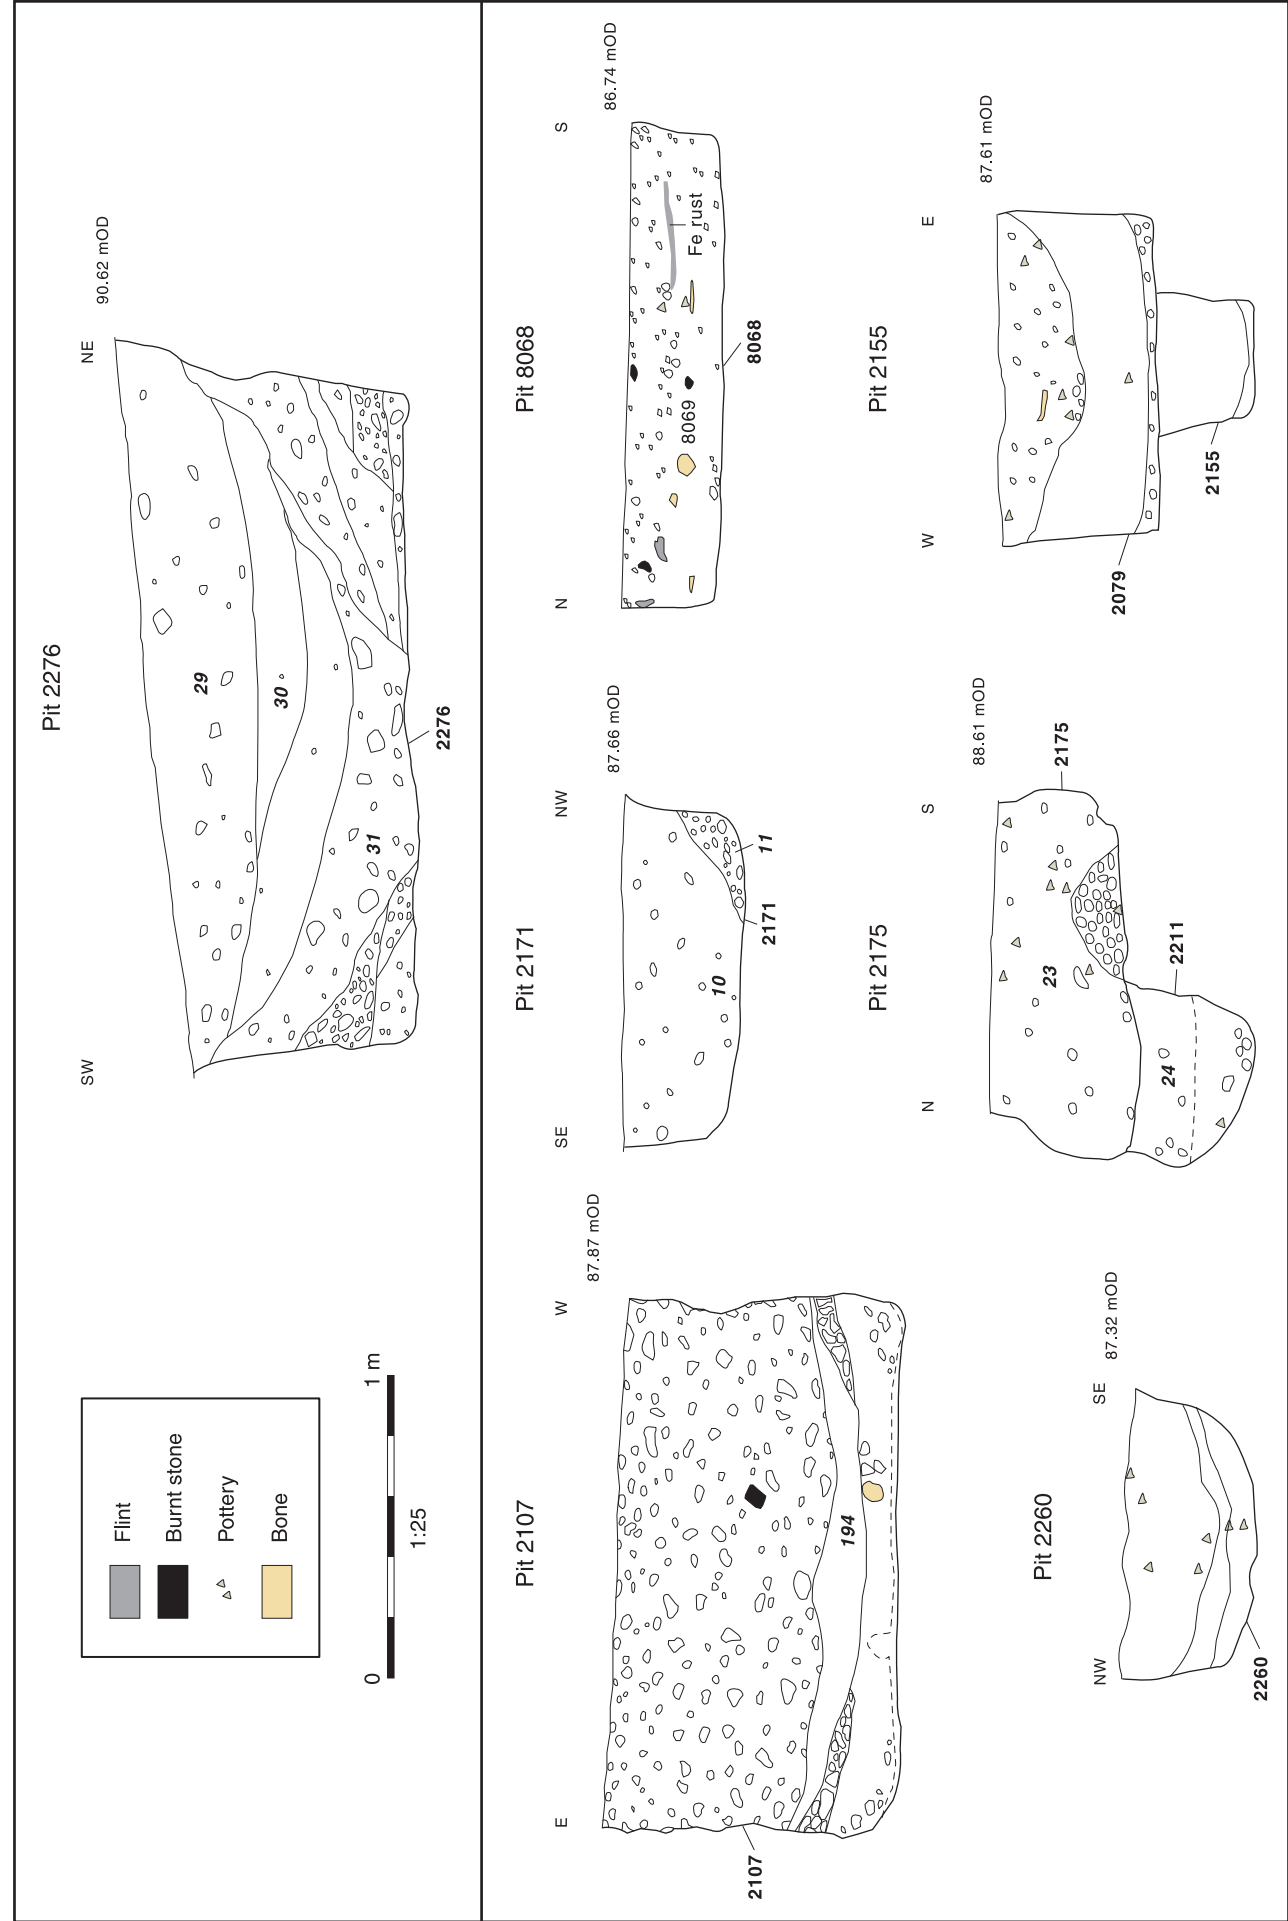 Pit 2276
SW
NE
90.62 mOD
29
30
31
2276
Flint
Burnt stone
Pottery
Bone
0
1 m
1:25
Pit 2107
E
W
87.87 mOD
194
2107
Pit 2171
SE
NW
87.66 mOD
10
11
2171
Pit 8068
N
S
86.74 mOD
8069
Fe rust
8068
Pit 2260
NW
SE
87.32 mOD
2260
Pit 2175
N
S
88.61 mOD
23
24
2175
2211
Pit 2155
W
E
87.61 mOD
2079
2155